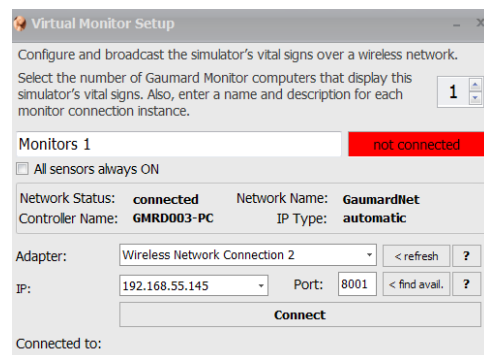 Virtual Monitor Setup
Configure and broadcast the simulator's vital signs over a wireless network.
Select the number of Gaumard Monitor computers that display this
simulator's vital signs. Also, enter a name and description for each
monitor connection instance.
1
Monitors 1 not connected
All sensors always ON
Network Status: connected Network Name: GaumardNet
Controller Name: GMRD003-PC IP Type: automatic
Adapter: Wireless Network Connection 2 < refresh ?
IP: 192.168.55.145 Port: 8001 < find avail. ?
Connect
Connected to: